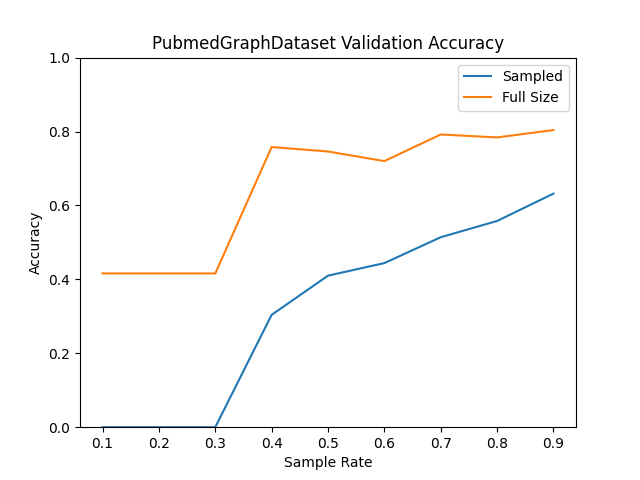 PubmedGraphDataset Validation Accuracy
Sampled
Full Size
Accuracy
1.0
0.8
0.6
0.4
0.2
0.0
0.1 0.2 0.3 0.4 0.5 0.6 0.7 0.8 0.9
Sample Rate